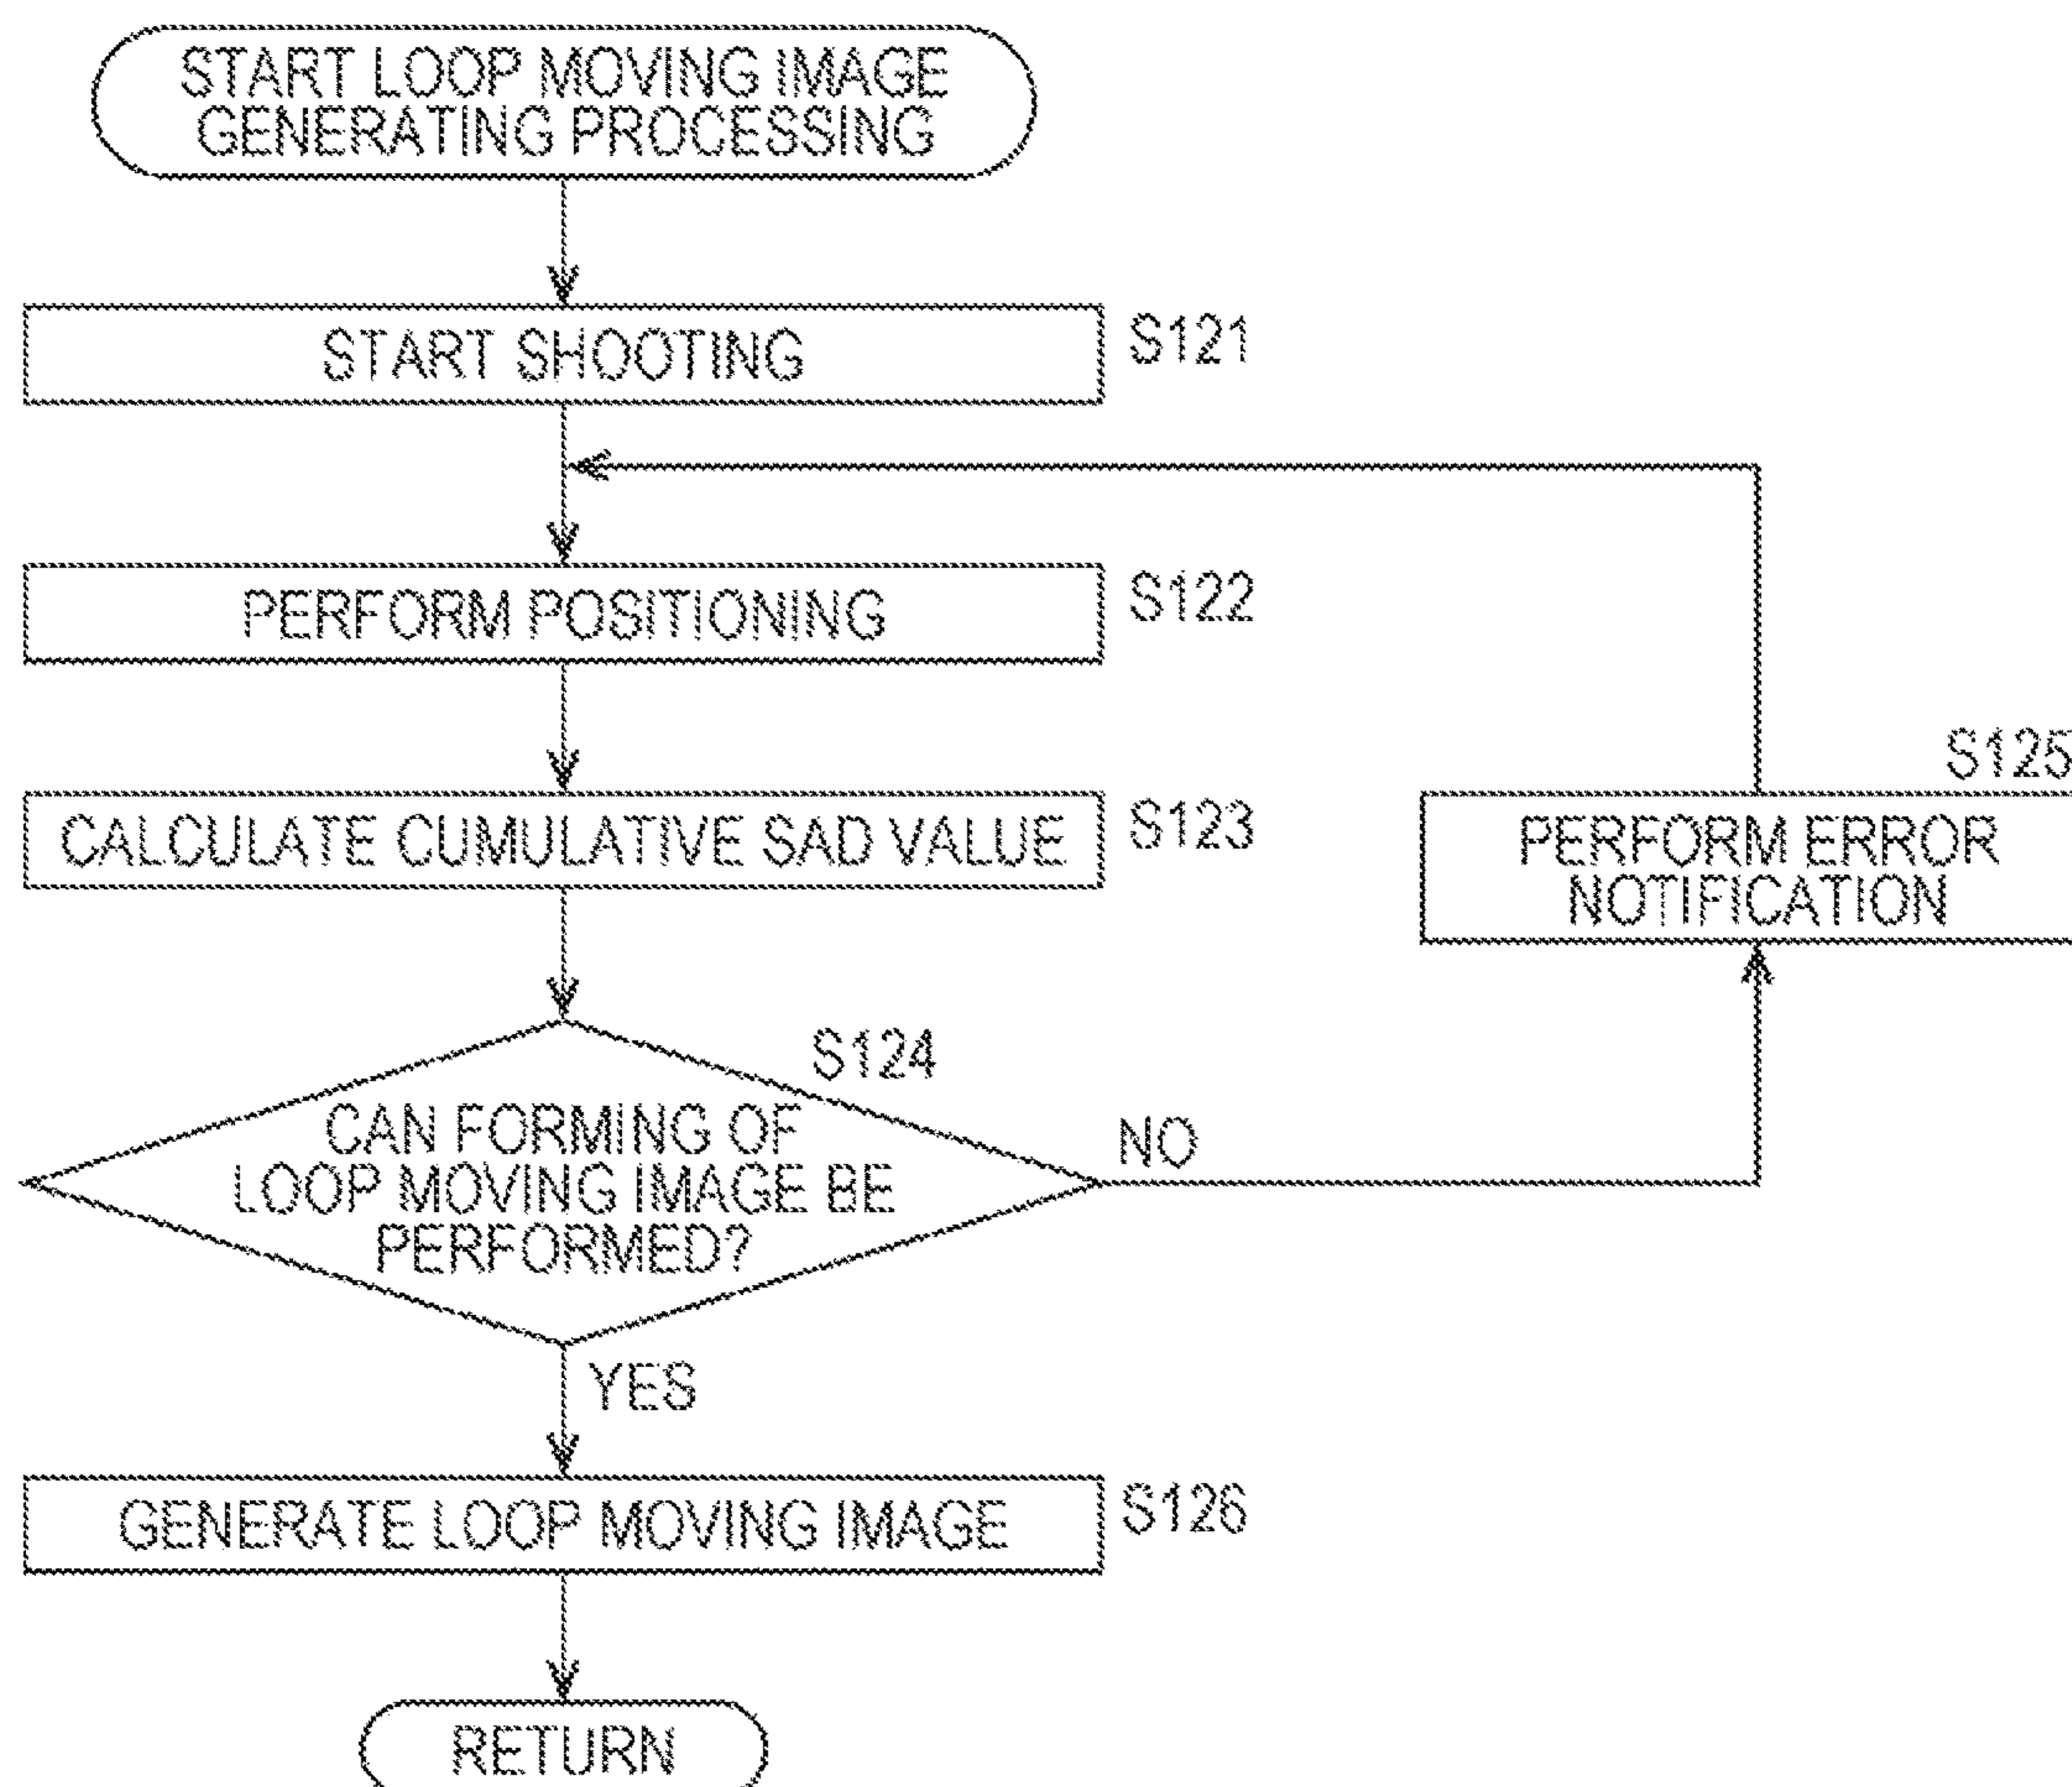 START LOOP MOVING IMAGE
GENERATING PROCESSING
START SHOOTING
S121
PERFORM POSITIONING
S122
CALCULATE CUMULATIVE SAD VALUE
S123
S125
PERFORM ERROR
NOTIFICATION
S124
CAN FORMING OF
LOOP MOVING IMAGE BE
PERFORMED?
NO
YES
GENERATE LOOP MOVING IMAGE
S126
RETURN